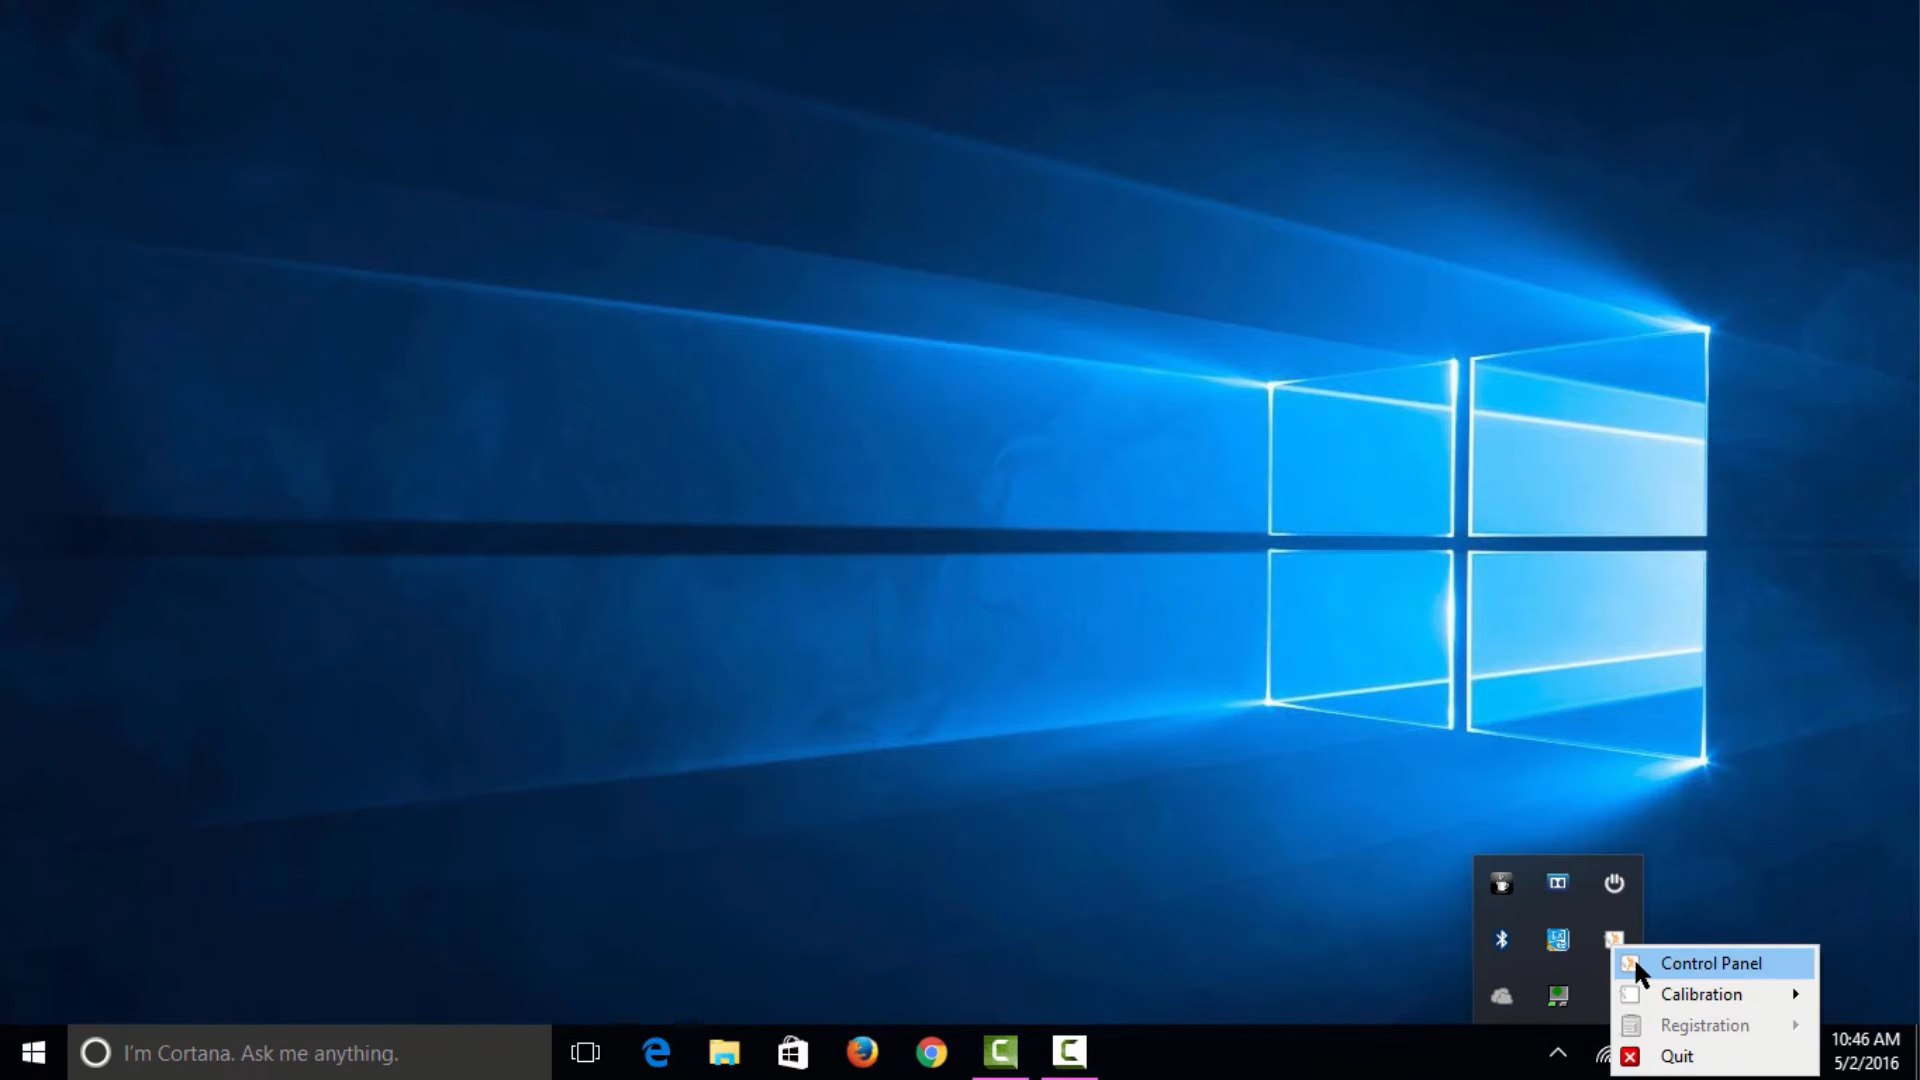 Control Panel
Calibration
Registration
Quit
I'm Cortana. Ask me anything.
10:46 AM
5/2/2016